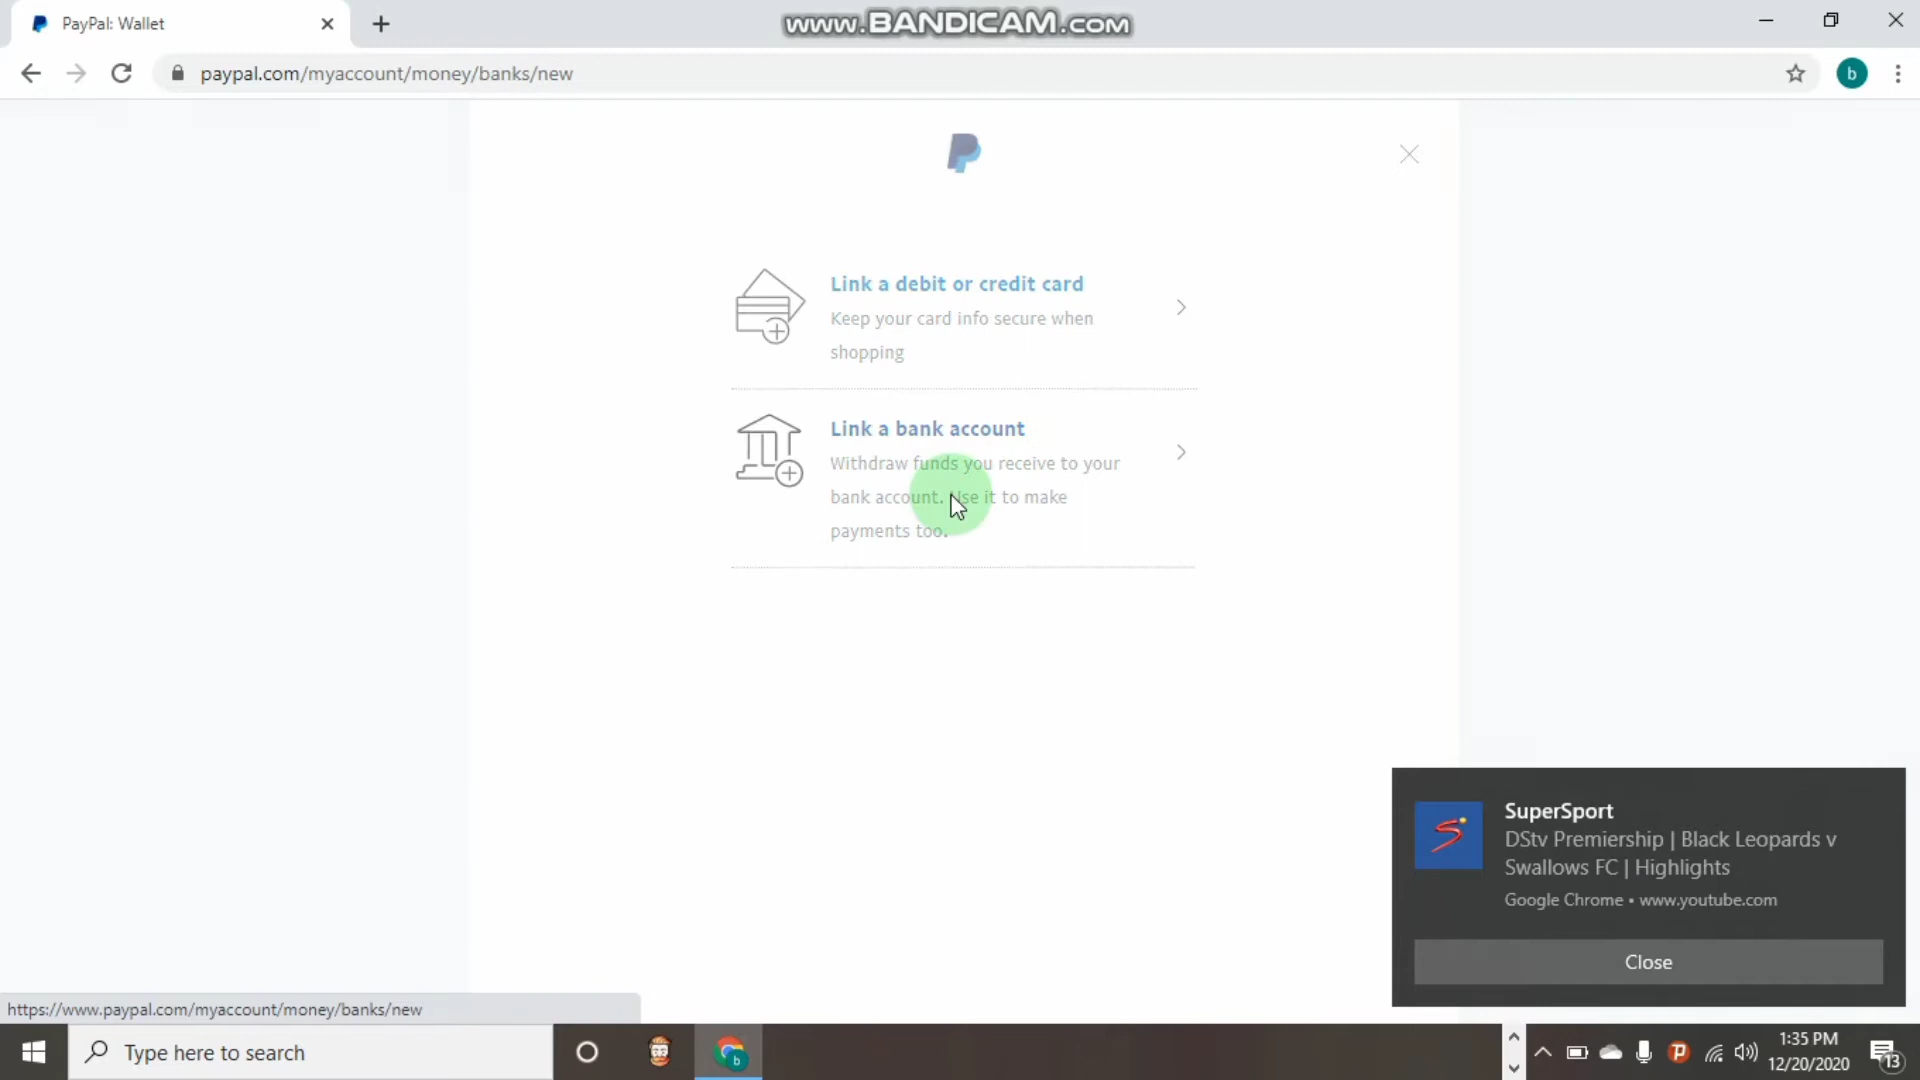 PayPal: Wallet
www.BANDICAM.com
paypal.com/myaccount/money/banks/new
b
Link a debit or credit card
Keep your card info secure when
shopping
Link a bank account
Withdraw funds you receive to your
bank account. Use it to make
payments too.
SuperSport
DStv Premiership | Black Leopards v
Swallows FC | Highlights
Google Chrome • www.youtube.com
Close
https://www.paypal.com/myaccount/money/banks/new
Type here to search
b
1:35 PM
12/20/2020
13